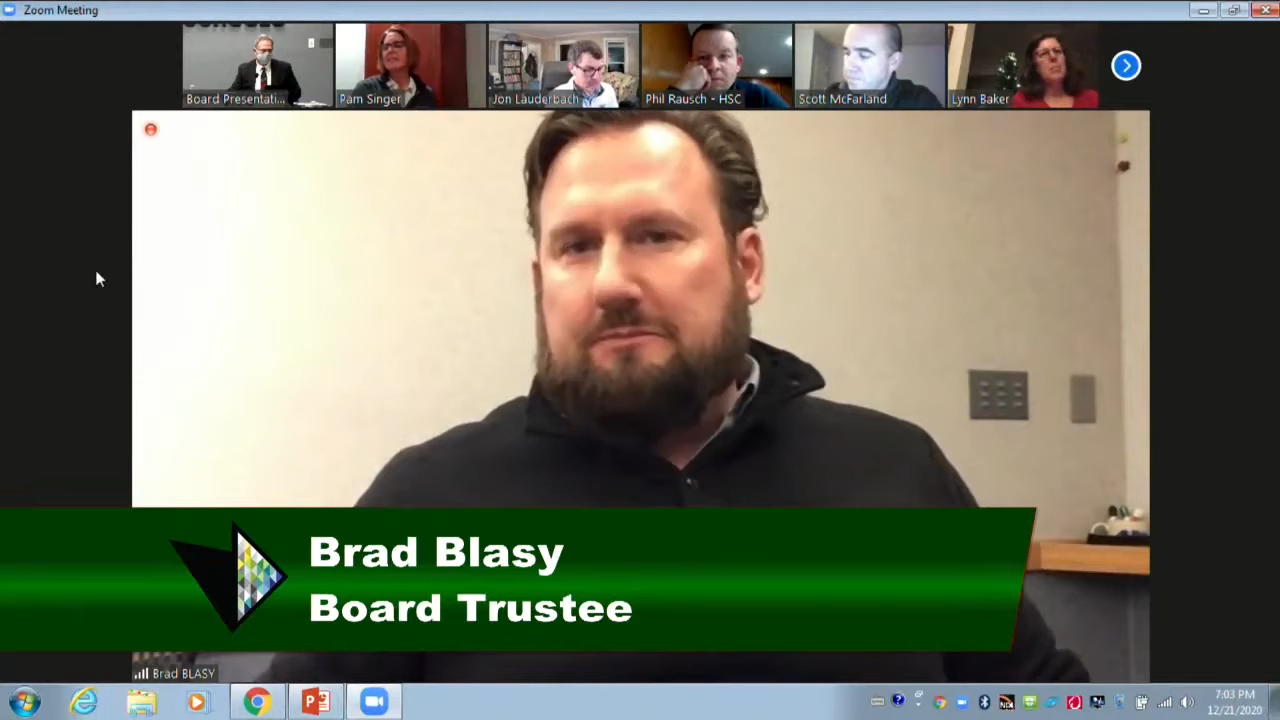 Zoom Meeting
Board Presentati...
Pam Singer
Jon Lauderbach
Phil Rausch - HSC
Scott McFarland
Lynn Baker
Brad Blasy
Board Trustee
Brad BLASY
7:03 PM
12/21/2020